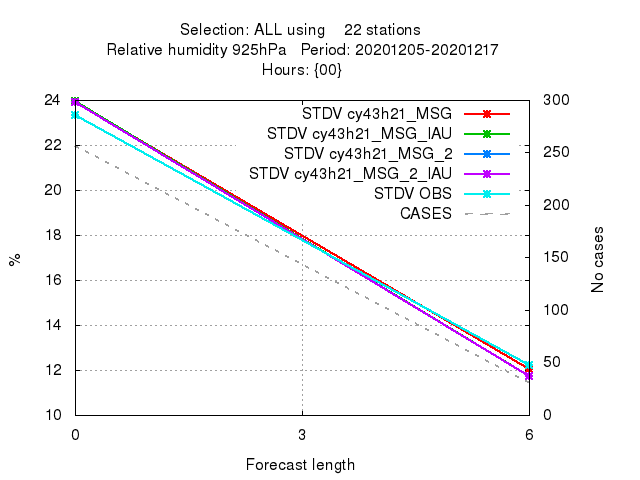 Selection: ALL using 22 stations
Relative humidity 925hPa Period: 20201205-20201217
Hours: {00}
24 300
STDV cy43h21_MSG
STDV cy43h21_MSG_IAU
22 250
STDV cy43h21_MSG_2
STDV cy43h21_MSG_2_IAU
20 200
STDV OBS
CASES
18
%
No cases
150
16
14 100
12 50
10 0
0 3 6
Forecast length